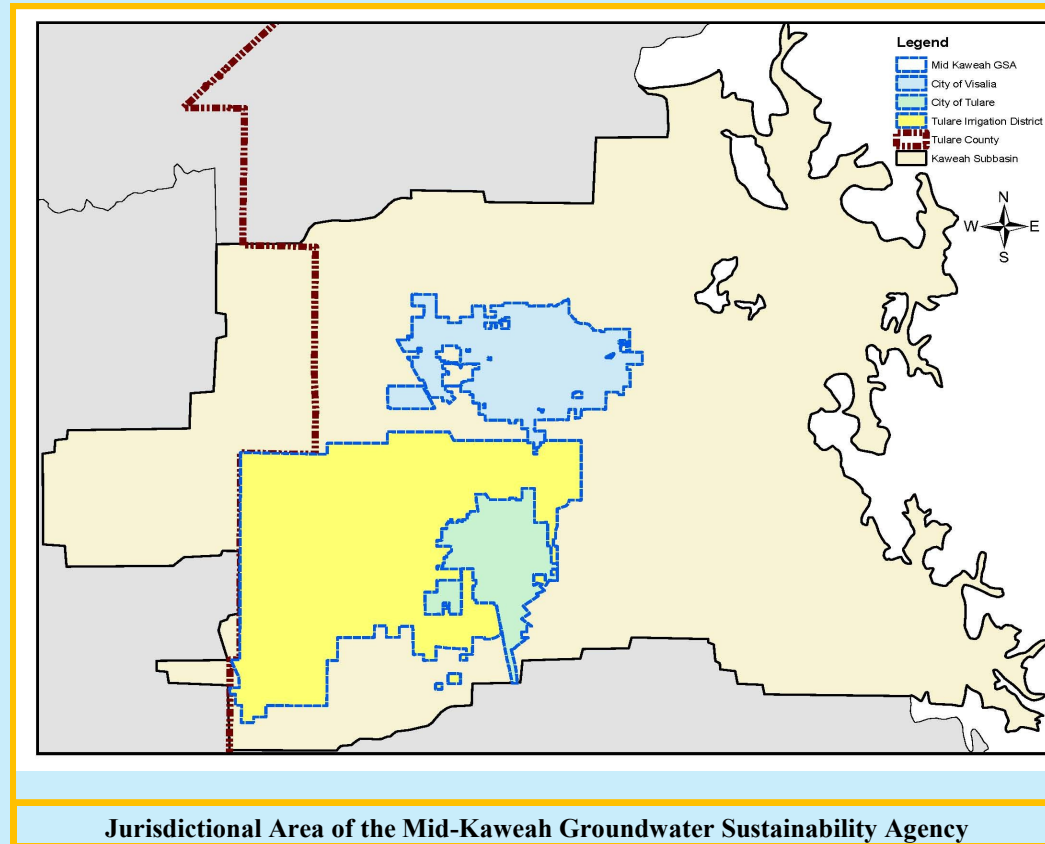 Legend
Mid Kaweah GSA
City of Visalia
City of Tulare
Tulare Irrigation District
Tulare County
Kaweah Subbasin
N
W E
S
Jurisdictional Area of the Mid-Kaweah Groundwater Sustainability Agency